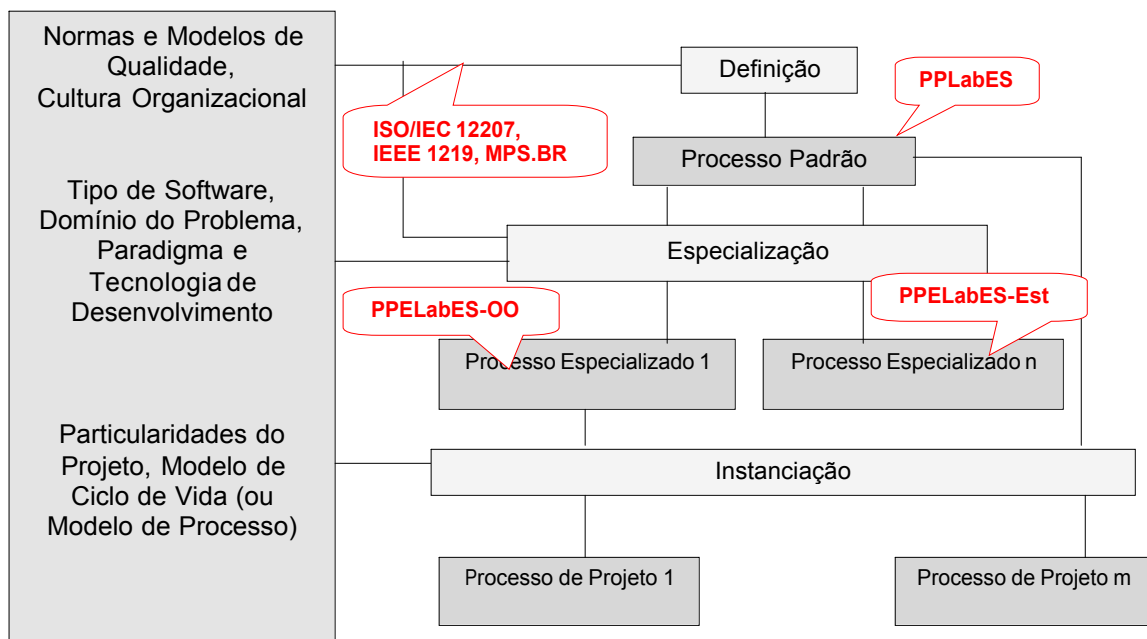 Normas e Modelos de
Qualidade,
Cultura Organizacional
Definição
PPLabES
ISO/IEC 12207,
IEEE 1219, MPS.BR
Processo Padrão
Tipo de Software,
Domínio do Problema,
Paradigma e
Tecnologia de
Desenvolvimento
Especialização
PPELabES-OO
PPELabES-Est
Processo Especializado 1
Processo Especializado n
Particularidades do
Projeto, Modelo de
Ciclo de Vida (ou
Modelo de Processo)
Instanciação
Processo de Projeto 1
Processo de Projeto m